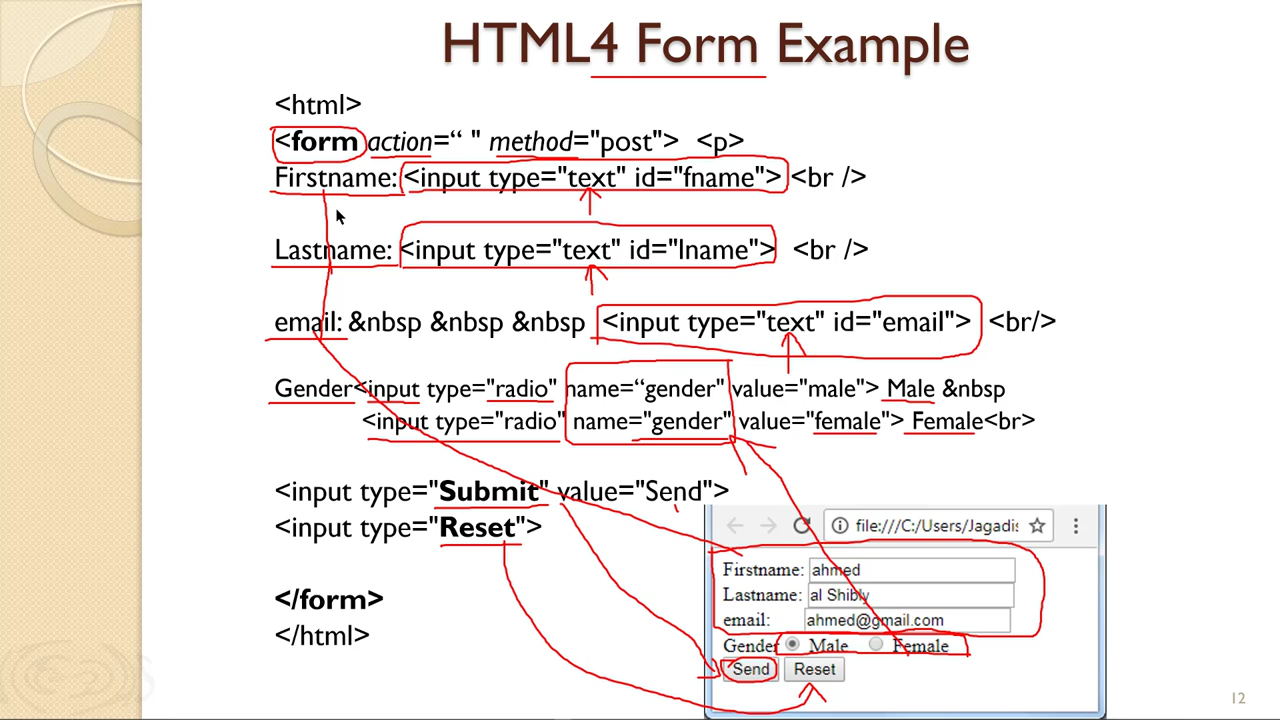 HTML4 Form Example
<html>
<form action=“ " method="post"> <p>
Firstname: <input type="text" id="fname"> <br />
Lastname: <input type="text" id="lname"> <br />
email: &nbsp &nbsp &nbsp <input type="text" id="email"> <br/>
Gender<input type="radio" name=“gender" value="male"> Male &nbsp
<input type="radio" name="gender" value="female"> Female<br>
<input type="Submit" value="Send">
<input type="Reset">
</form>
</html>
file:///C:/Users/Jagadis
Firstname: ahmed
Lastname: al Shibly
email: ahmed@gmail.com
Gender Male Female
Send Reset
12